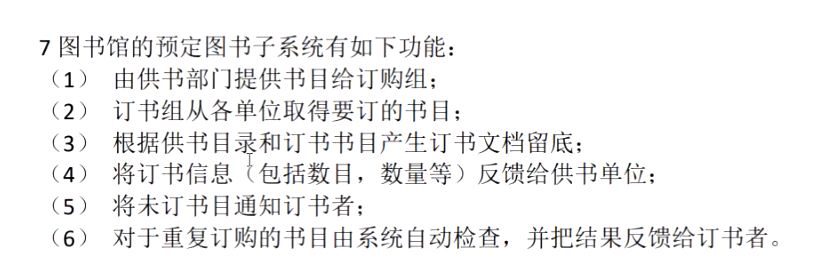 7 图书馆的预定图书子系统有如下功能：
（1） 由供书部门提供书目给订购组；
（2） 订书组从各单位取得要订的书目；
（3） 根据供书目录和订书书目产生订书文档留底；
（4） 将订书信息（包括数目，数量等）反馈给供书单位；
（5） 将未订书目通知订书者；
（6） 对于重复订购的书目由系统自动检查，并把结果反馈给订书者。